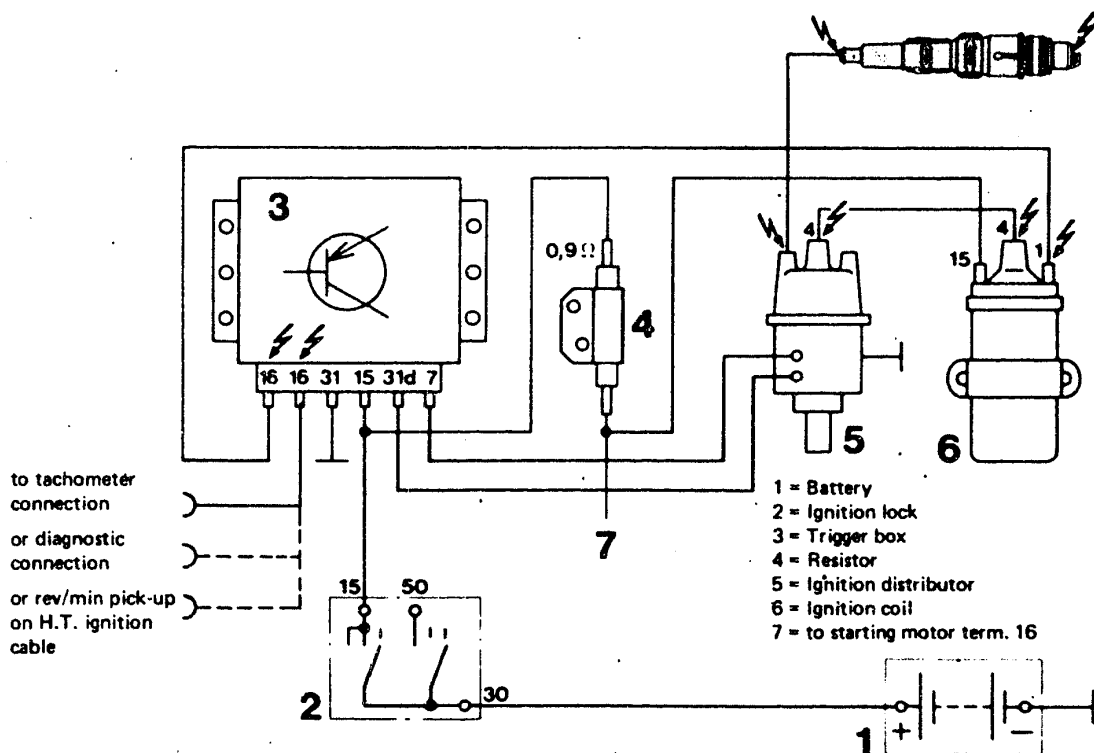 3
4
0,9 Ω
4
4
1
15
16 16 31 15 31d 7
5
6
to tachometer
connection
or diagnostic
connection
or rev/min pick-up
on H.T. ignition
cable
7
1 = Battery
2 = Ignition lock
3 = Trigger box
4 = Resistor
5 = Ignition distributor
6 = Ignition coil
7 = to starting motor term. 16
15 50
2
30
1
+ −